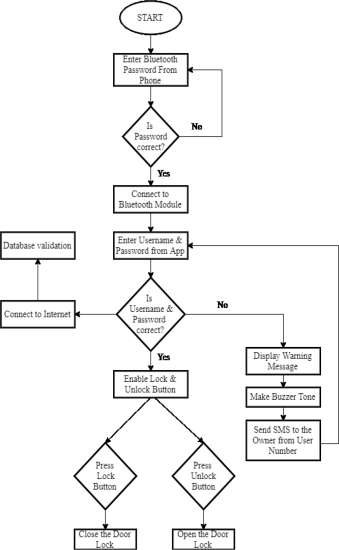 START
Enter Bluetooth
Password From
Phone
Is
Password
correct?
No
Yes
Connect to
Bluetooth Module
Enter Username &
Password from App
Database validation
Connect to Internet
Is
Username &
Password
correct?
No
Yes
Display Warning
Message
Make Buzzer Tone
Send SMS to the
Owner from User
Number
Enable Lock &
Unlock Button
Press
Lock
Button
Press
Unlock
Button
Close the Door
Lock
Open the Door
Lock